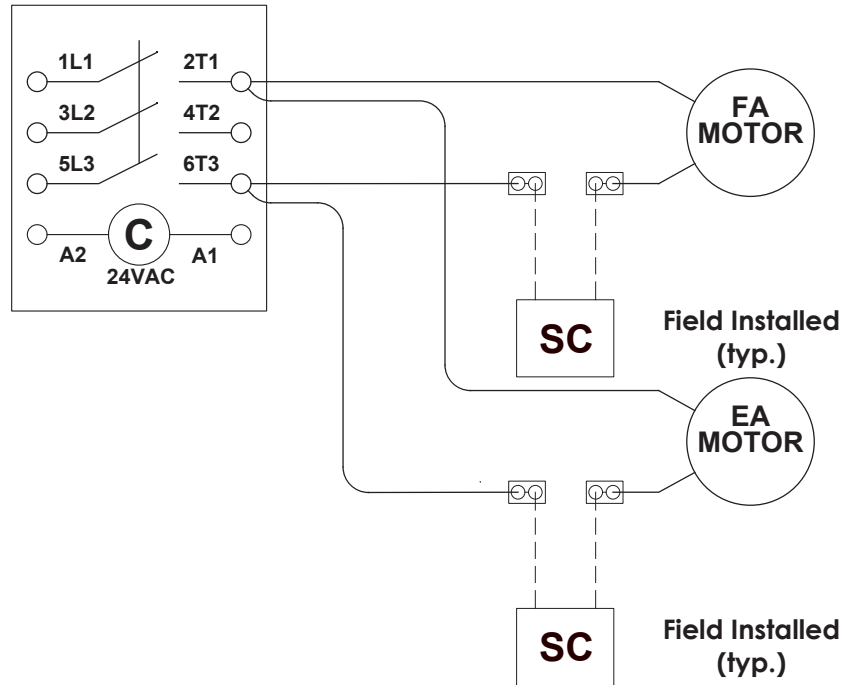 1L1 2T1
3L2 4T2
5L3 6T3
C
A2 A1
24VAC
FA
MOTOR
SC
Field Installed
(typ.)
EA
MOTOR
SC
Field Installed
(typ.)